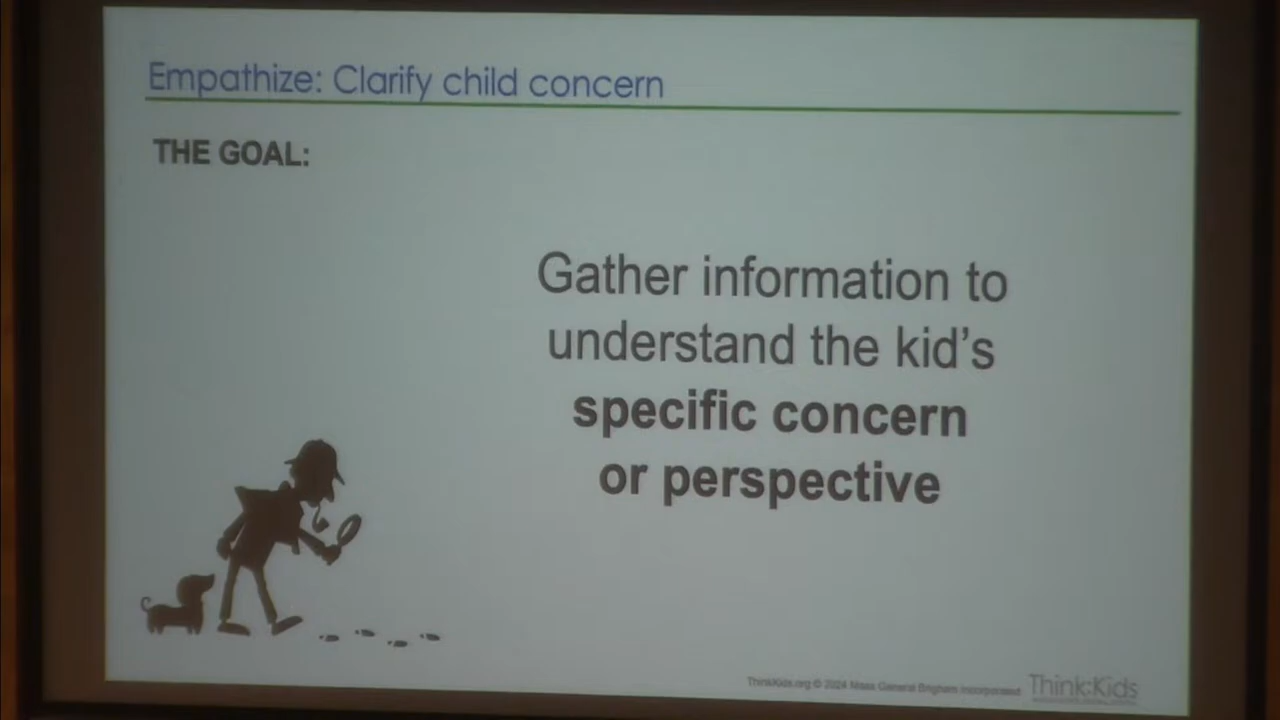 Empathize: Clarify child concern
THE GOAL:
Gather information to
understand the kid's
specific concern
or perspective
ThinkKids.org © 2024 Mass General Brigham Incorporated
Think:Kids